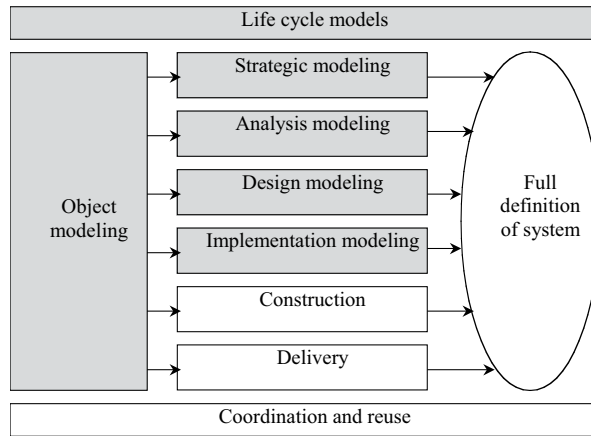 Life cycle models
Strategic modeling
Analysis modeling
Design modeling
Object
modeling
Full
definition
of system
Implementation modeling
Construction
Delivery
Coordination and reuse